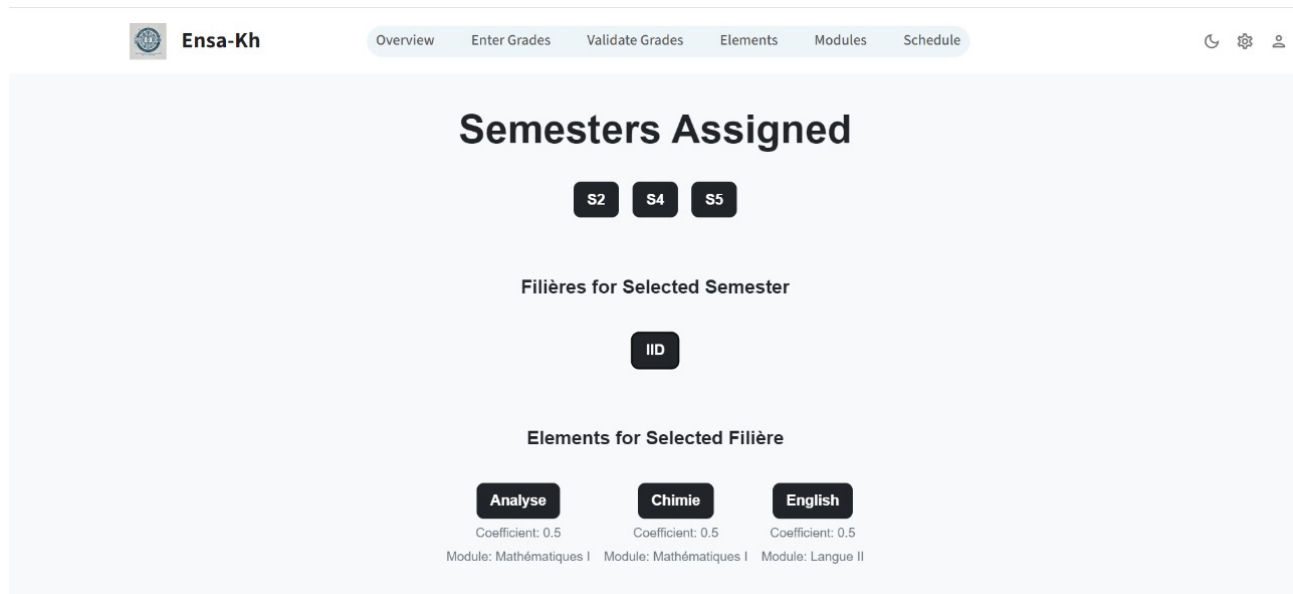 Ensa-Kh Overview Enter Grades Validate Grades Elements Modules Schedule
Semesters Assigned
S2 S4 S5
Filières for Selected Semester
IID
Elements for Selected Filière
Analyse Chimie English
Coefficient: 0.5 Coefficient: 0.5 Coefficient: 0.5
Module: Mathématiques I Module: Mathématiques I Module: Langue II